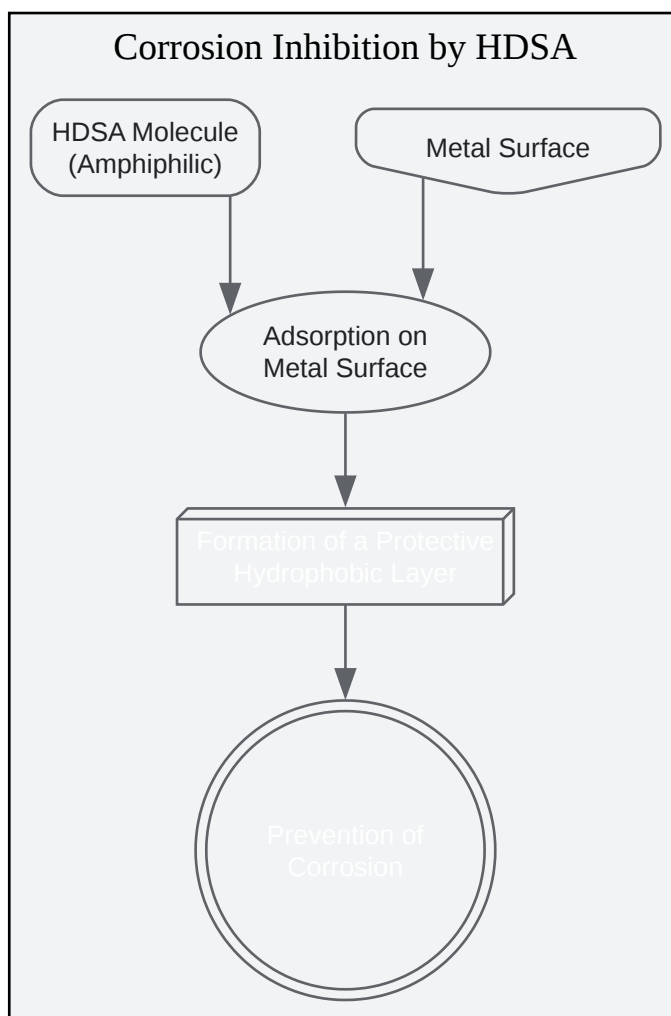 Corrosion Inhibition by HDSA
HDSA Molecule
(Amphiphilic)
Metal Surface
Adsorption on
Metal Surface
Formation of a Protective
Hydrophobic Layer
Prevention of
Corrosion